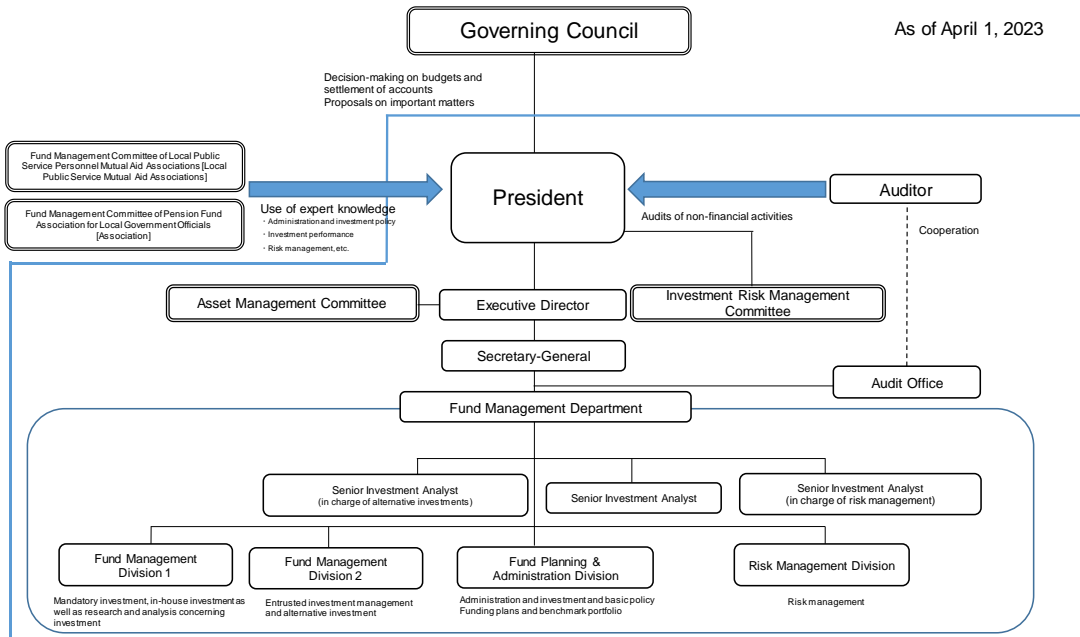 Governing Council
As of April 1, 2023
Decision-making on budgets and
settlement of accounts
Proposals on important matters
Fund Management Committee of Local Public
Service Personnel Mutual Aid Associations [Local
Public Service Mutual Aid Associations]
Fund Management Committee of Pension Fund
Association for Local Government Officials
[Association]
Use of expert knowledge
・Administration and investment policy
・Investment performance
・Risk management, etc.
President
Auditor
Audits of non-financial activities
Cooperation
Asset Management Committee
Executive Director
Investment Risk Management
Committee
Secretary-General
Audit Office
Fund Management Department
Senior Investment Analyst
(in charge of alternative investments)
Senior Investment Analyst
Senior Investment Analyst
(in charge of risk management)
Fund Management
Division 1
Fund Management
Division 2
Fund Planning &
Administration Division
Risk Management Division
Mandatory investment, in-house investment as
well as research and analysis concerning
investment
Entrusted investment management
and alternative investment
Administration and investment and basic policy
Funding plans and benchmark portfolio
Risk management